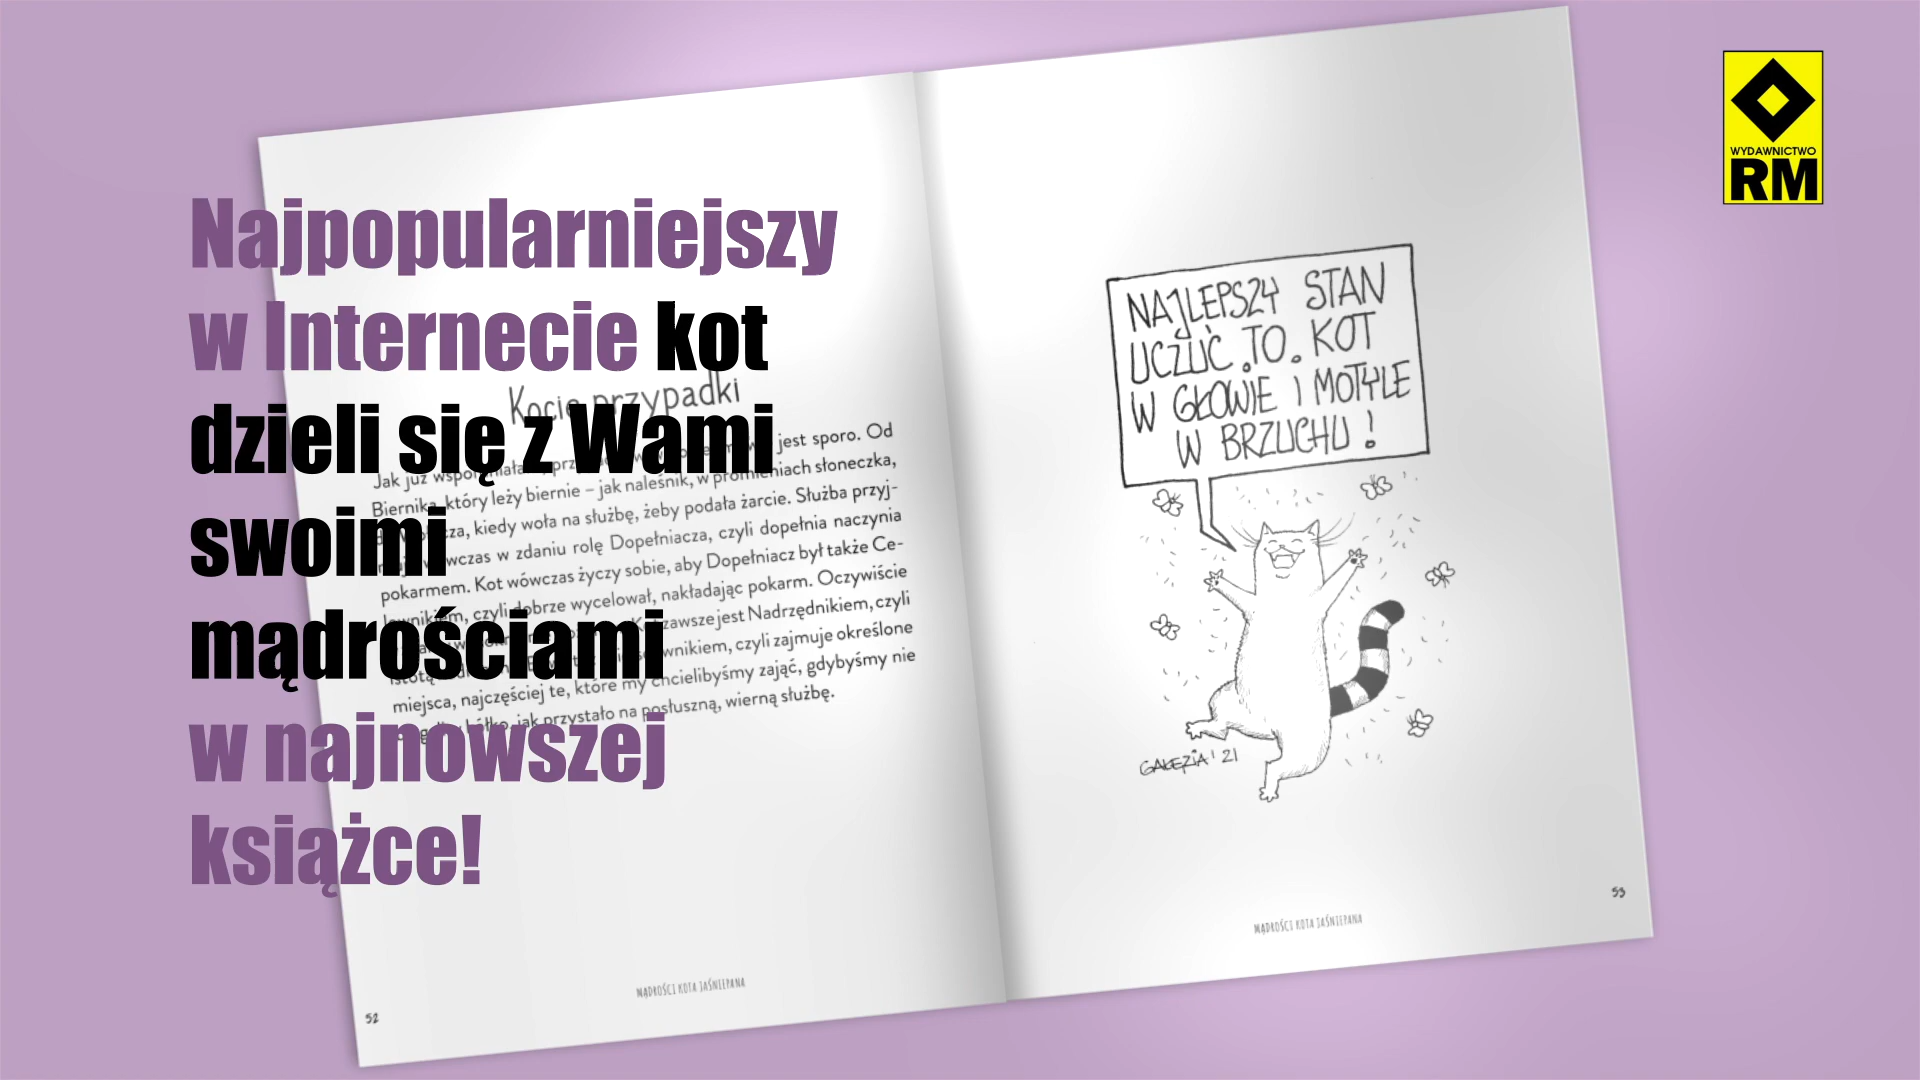 Najpopularniejszy
w Internecie kot
dzieli się z Wami
swoimi
mądrościami
w najnowszej
książce!
Kocie przypadki
Jak już jest sporo. Od
Biernika, który leży biernie – jak naleśnik, w promieniach słoneczka,
kiedy woła na służbę, żeby podała żarcie. Służba przyj-
wówczas w zdaniu rolę Dopełniacza, czyli dopełnia naczynia
pokarmem. Kot wówczas życzy sobie, aby Dopełniacz był także Ce-
lownikiem, czyli dobrze wycelował, nakładając pokarm. Oczywiście
Kot zawsze jest Nadrzędnikiem, czyli
istotą czyli zajmuje określone
miejsca, najczęściej te, które my chcielibyśmy zająć, gdybyśmy nie
jak przystało na posłuszną, wierną służbę.
MĄDROŚCI KOTA JAŚNIEPANA
52
NAJLEPSZY STAN
UCZUĆ TO KOT
W GŁOWIE I MOTYLE
W BRZUCHU!
GAŁĘZIA '21
MĄDROŚCI KOTA JAŚNIEPANA
53
WYDAWNICTWO
RM